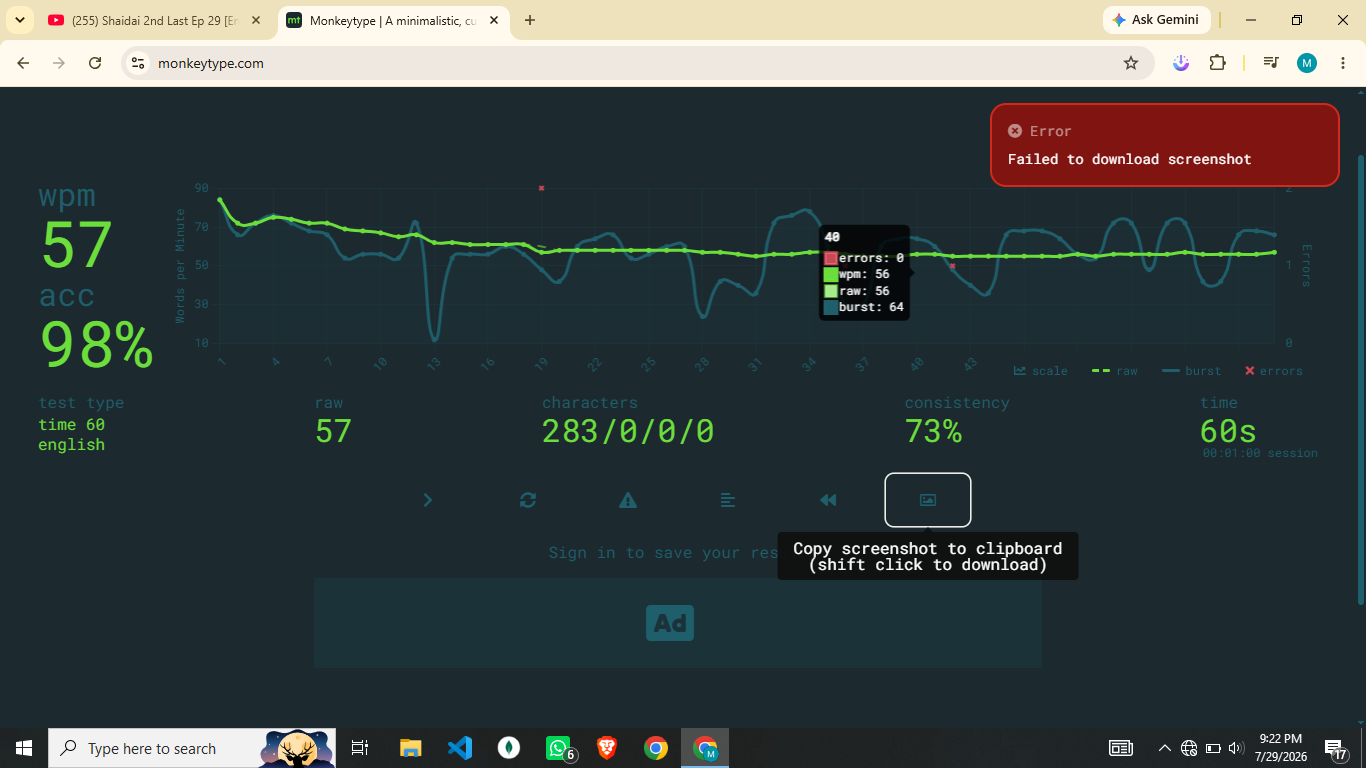 (255) Shaidai 2nd Last Ep 29 [En
mt
Monkeytype | A minimalistic, cu
Ask Gemini
monkeytype.com
M
Error
Failed to download screenshot
wpm
57
acc
98%
Words per Minute
90
70
50
30
10
2
1
0
Errors
40
errors: 0
wpm: 56
raw: 56
burst: 64
1
4
7
10
13
16
19
22
25
28
31
34
37
40
43
scale
raw
burst
errors
test type
time 60
english
raw
57
characters
283/0/0/0
consistency
73%
time
60s
00:01:00 session
Sign in to save your res
Copy screenshot to clipboard
(shift click to download)
Ad
Type here to search
6
M
9:22 PM
7/29/2026
17